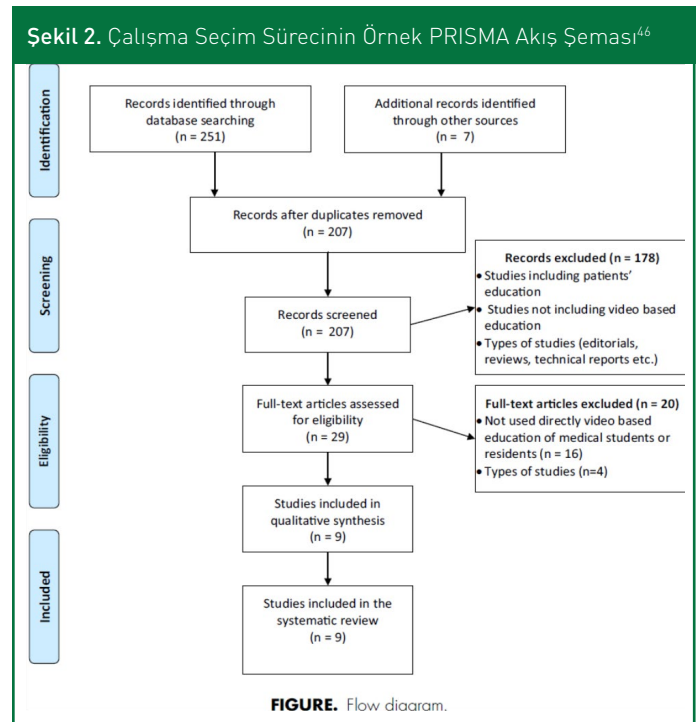 Şekil 2. Çalışma Seçim Sürecinin Örnek PRISMA Akış Şeması⁴⁶
Identification
Records identified through
database searching
(n = 251)
Additional records identified
through other sources
(n = 7)
Records after duplicates removed
(n = 207)
Screening
Records screened
(n = 207)
Records excluded (n = 178)
• Studies including patients'
education
• Studies not including video based
education
• Types of studies (editorials,
reviews, technical reports etc.)
Eligibility
Full-text articles assessed
for eligibility
(n = 29)
Full-text articles excluded (n = 20)
• Not used directly video based
education of medical students or
residents (n = 16)
• Types of studies (n=4)
Studies included in
qualitative synthesis
(n = 9)
Included
Studies included in the
systematic review
(n = 9)
FIGURE. Flow diagram.